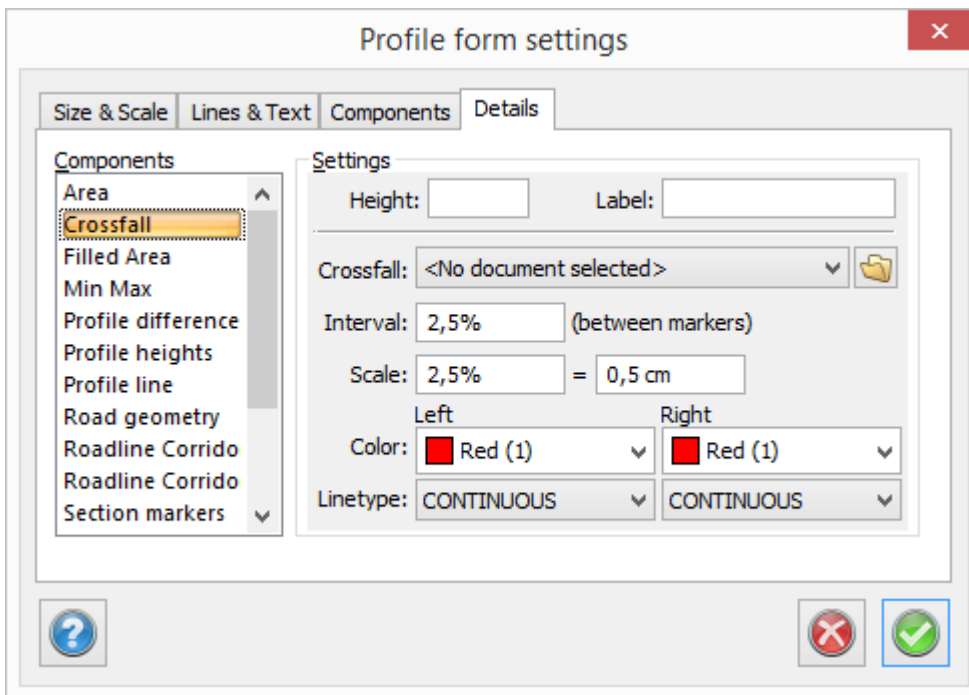 Profile form settings
Size & Scale Lines & Text Components Details
Components
Area
Crossfall
Filled Area
Min Max
Profile difference
Profile heights
Profile line
Road geometry
Roadline Corrido
Roadline Corrido
Section markers
Settings
Height: Label:
Crossfall: <No document selected>
Interval: 2,5% (between markers)
Scale: 2,5% = 0,5 cm
Left Right
Color: Red (1) Red (1)
Linetype: CONTINUOUS CONTINUOUS